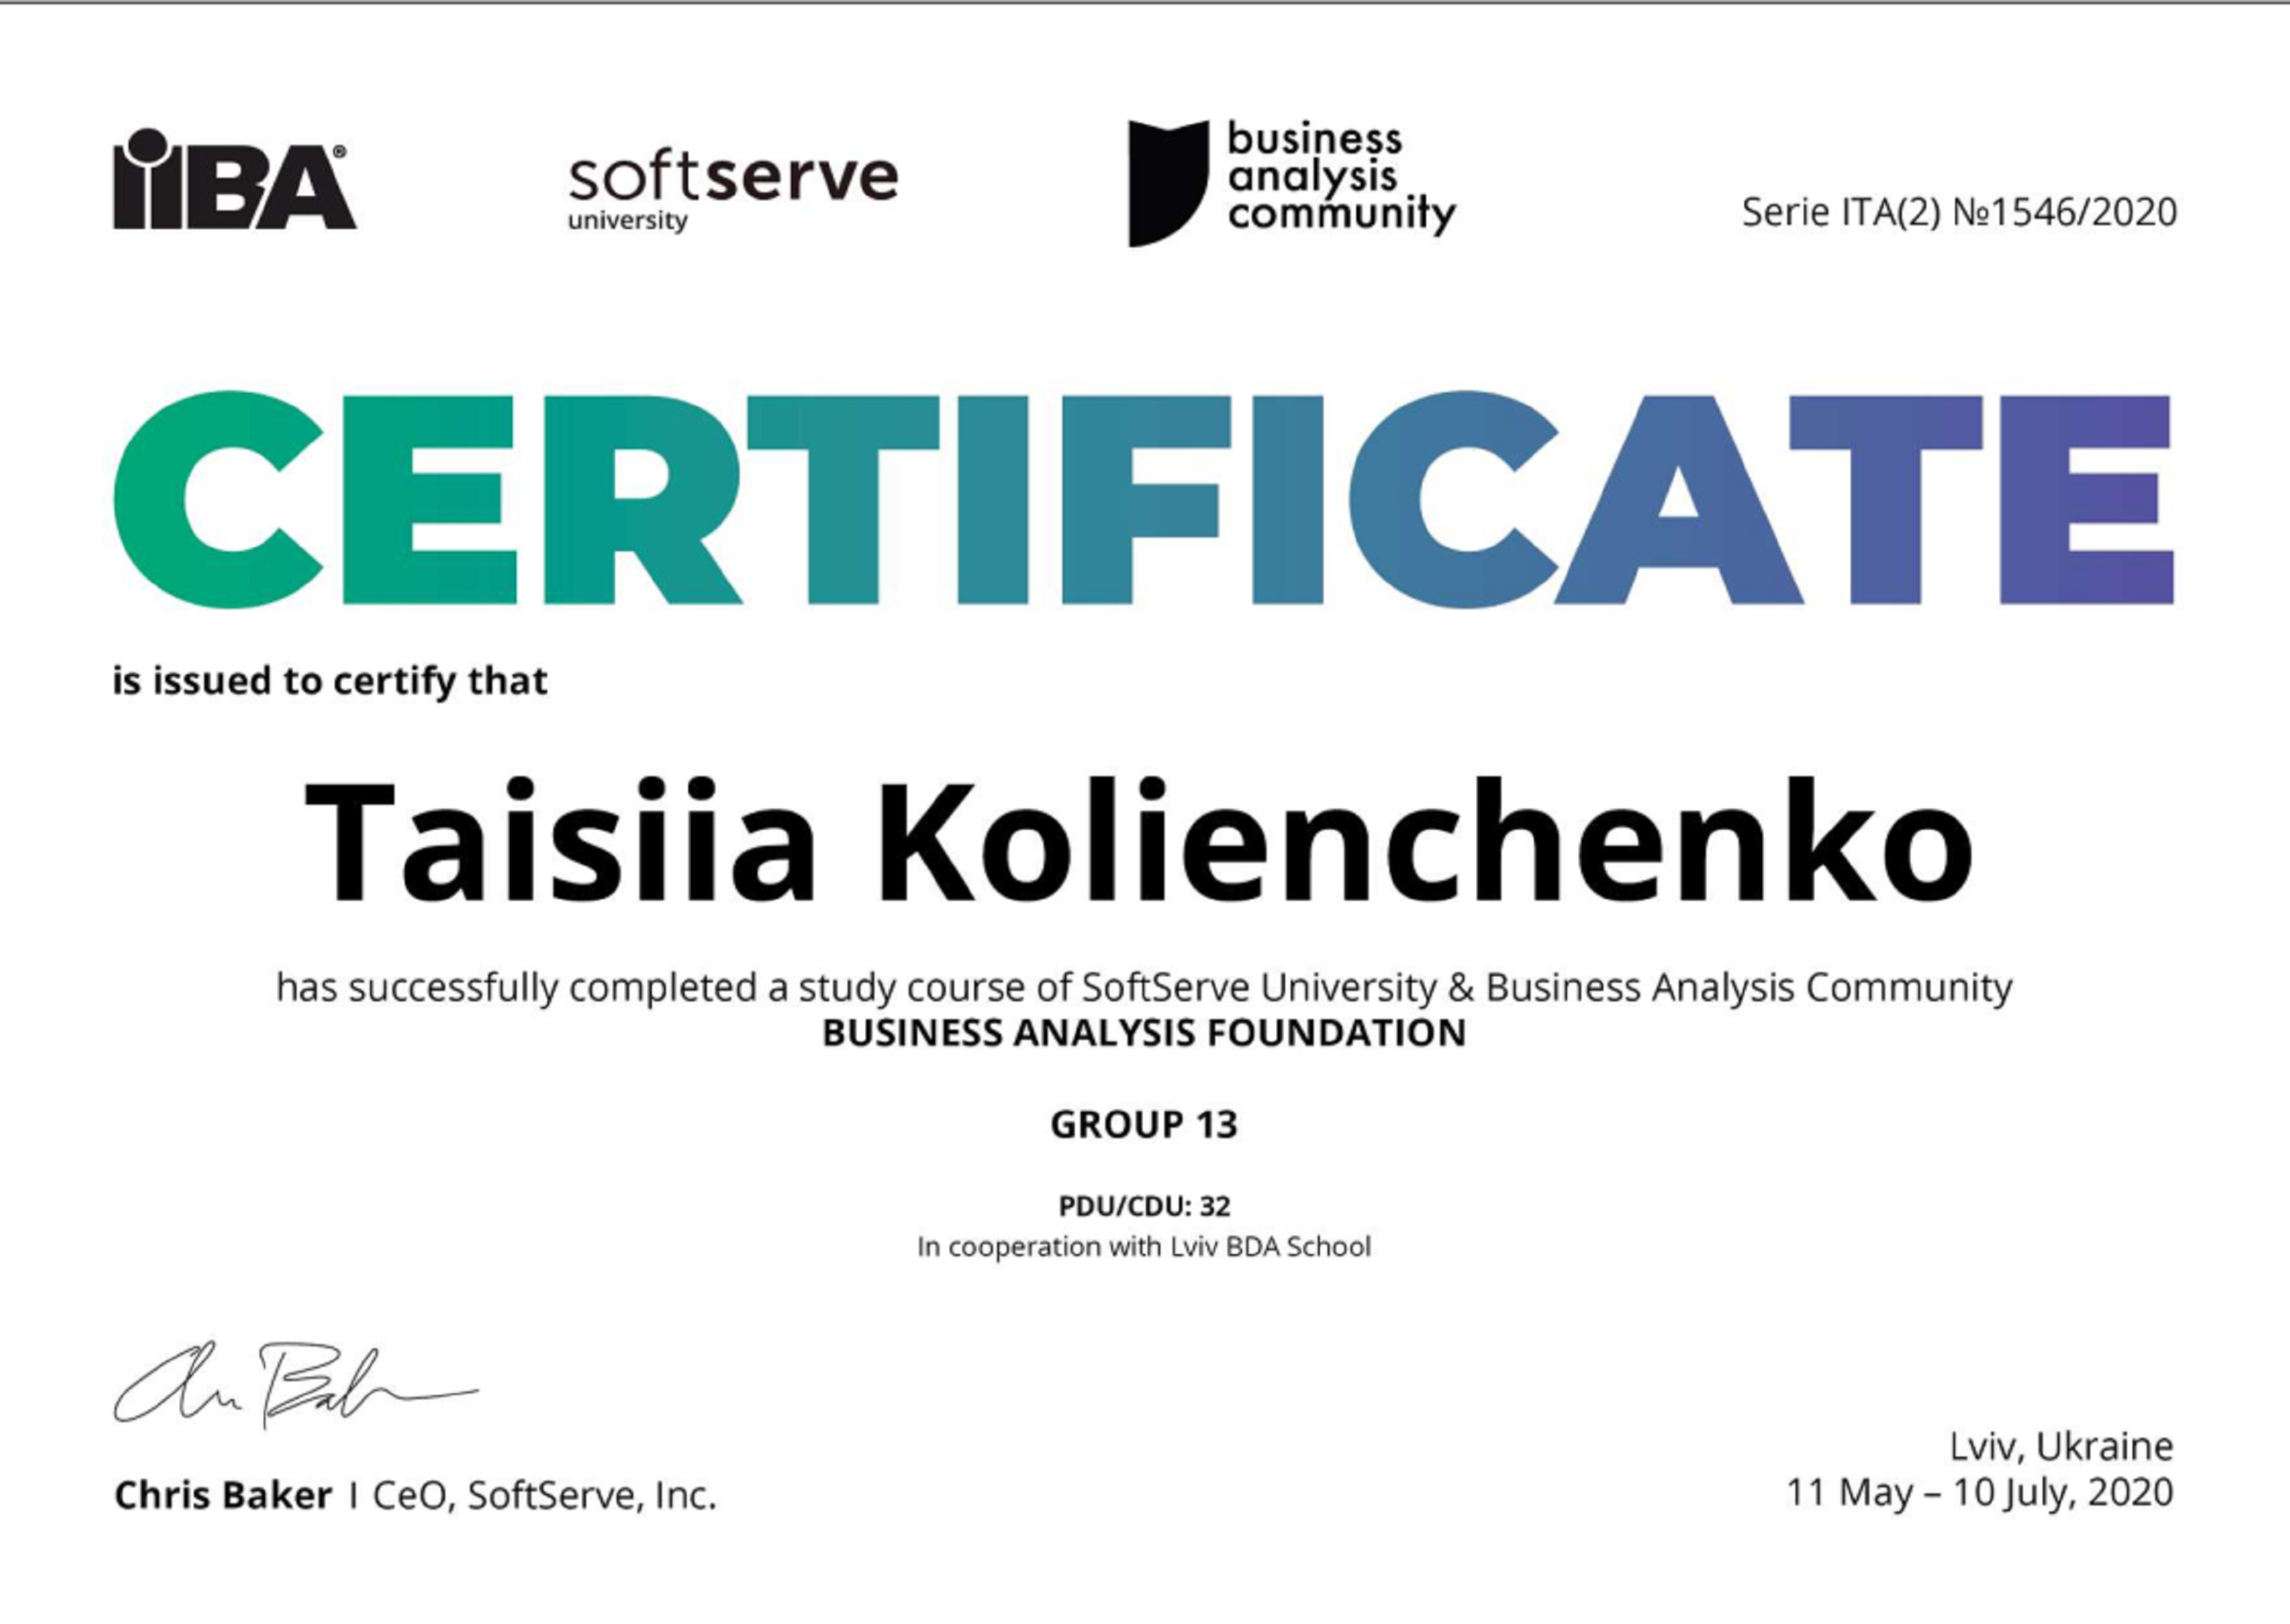 IIBA®
softserve
university
business
analysis
community
Serie ITA(2) №1546/2020
CERTIFICATE
is issued to certify that
Taisiia Kolienchenko
has successfully completed a study course of SoftServe University & Business Analysis Community
BUSINESS ANALYSIS FOUNDATION
GROUP 13
PDU/CDU: 32
In cooperation with Lviv BDA School
Chris Baker I CeO, SoftServe, Inc.
Lviv, Ukraine
11 May – 10 July, 2020